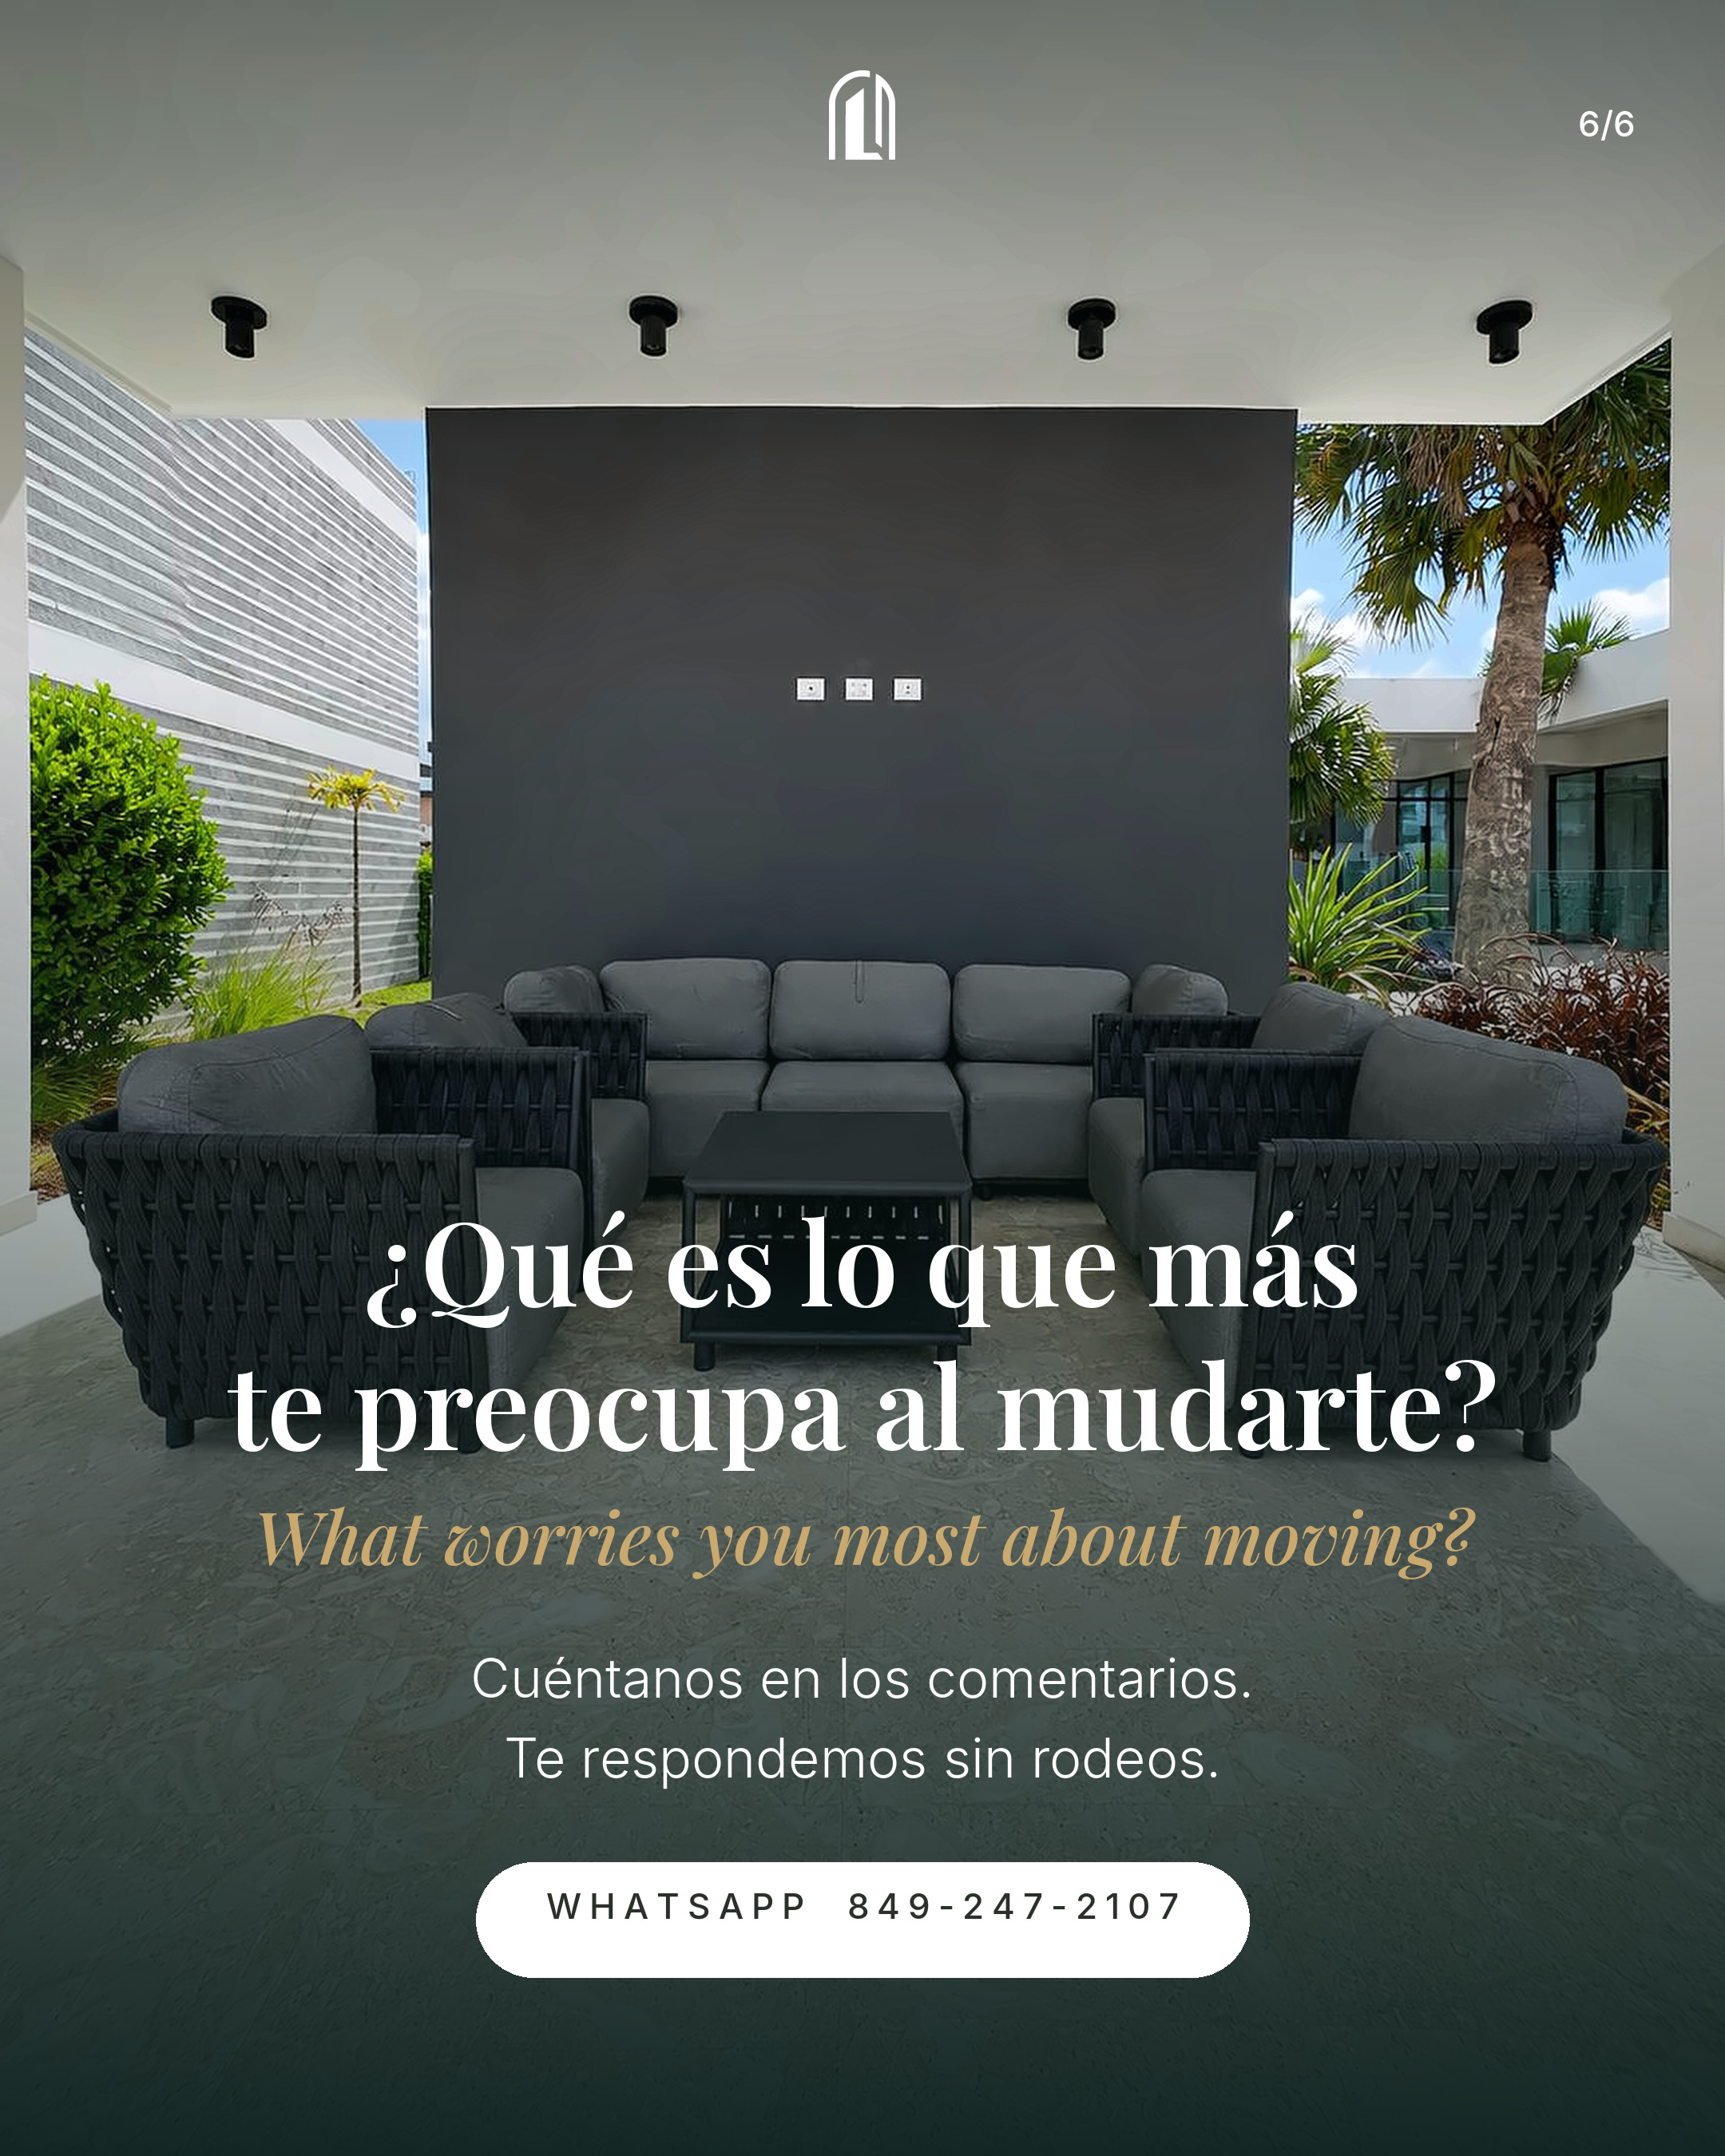 6/6
¿Qué es lo que más
te preocupa al mudarte?
What worries you most about moving?
Cuéntanos en los comentarios.
Te respondemos sin rodeos.
WHATSAPP 849-247-2107